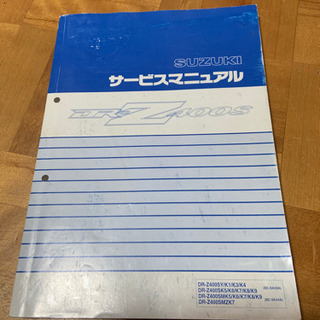 SUZUKI
サービスマニュアル
DR-Z400S
DR-Z400SY/K1/K3/K4
DR-Z400SK5/K6/K7/K8/K9
DR-Z400SMK5/K6/K7/K8/K9
DR-Z400SMZK7